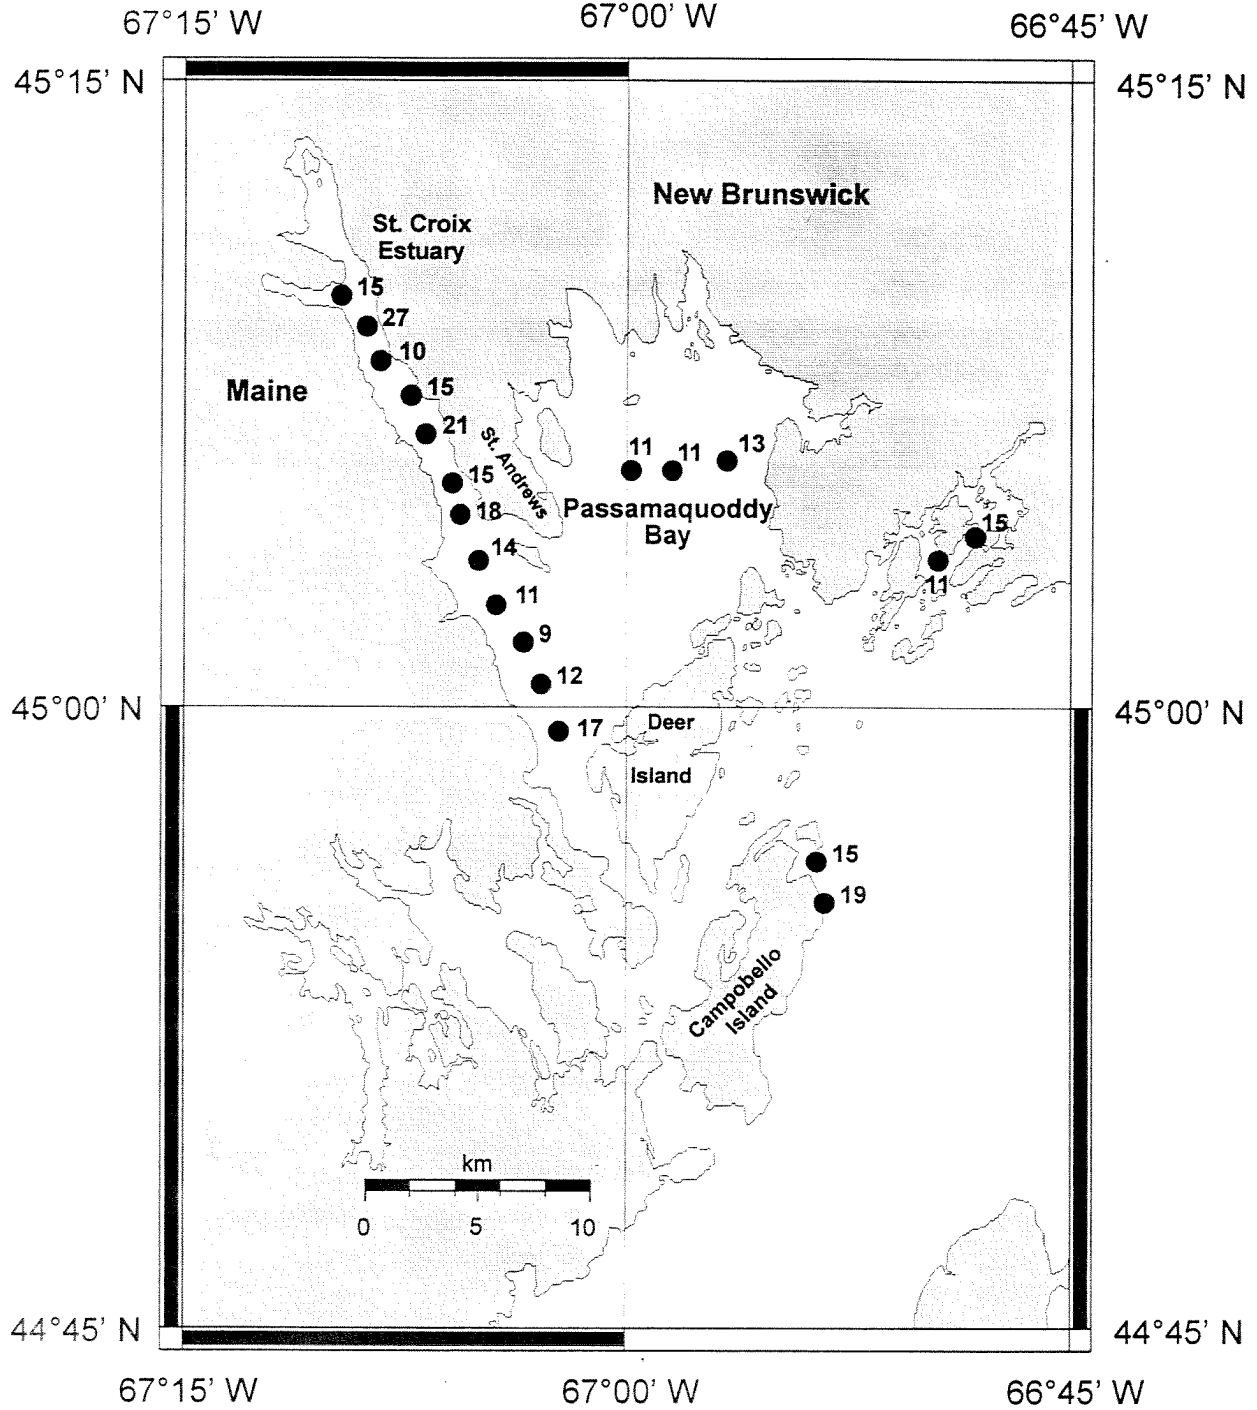 67°15' W
67°00' W
66°45' W
45°15' N
45°15' N
New Brunswick
St. Croix
Estuary
15
27
10
Maine
15
21
St. Andrews
11
11
13
15
18
Passamaquoddy
Bay
15
14
11
11
9
12
45°00' N
45°00' N
17
Deer
Island
15
19
Campobello
Island
km
0
5
10
44°45' N
44°45' N
67°15' W
67°00' W
66°45' W